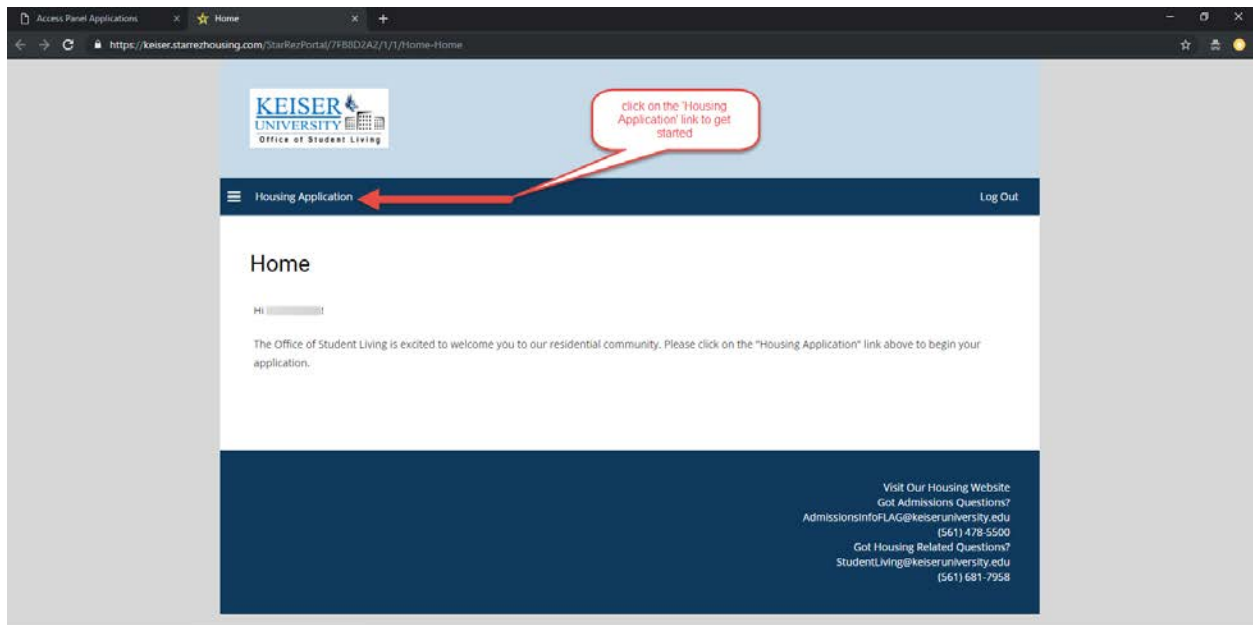 Access Panel Applications
Home
https://keiser.starrezhousing.com/StarRezPortal/7FB8D2A2/1/1/Home-Home
KEISER
UNIVERSITY
Office of Student Living
click on the 'Housing
Application' link to get
started
Housing Application
Log Out
Home
Hi !
The Office of Student Living is excited to welcome you to our residential community. Please click on the "Housing Application" link above to begin your
application.
Visit Our Housing Website
Got Admissions Questions?
AdmissionsInfoFLAG@keiseruniversity.edu
(561) 478-5500
Got Housing Related Questions?
StudentLiving@keiseruniversity.edu
(561) 681-7958